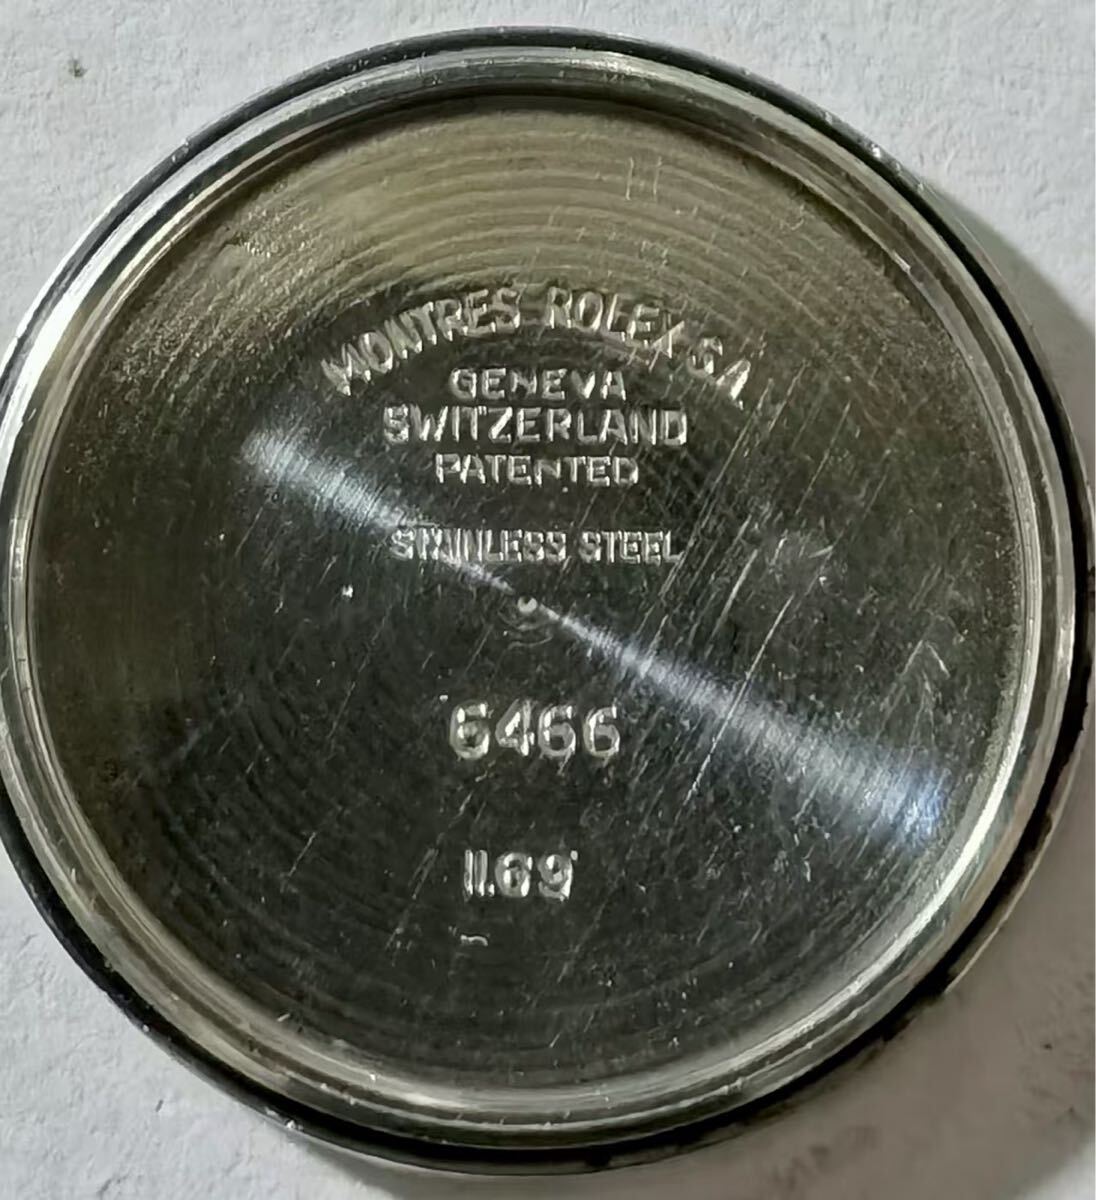 MONTRES ROLEX S.A
GENEVA
SWITZERLAND
PATENTED
STAINLESS STEEL
6466
II.69